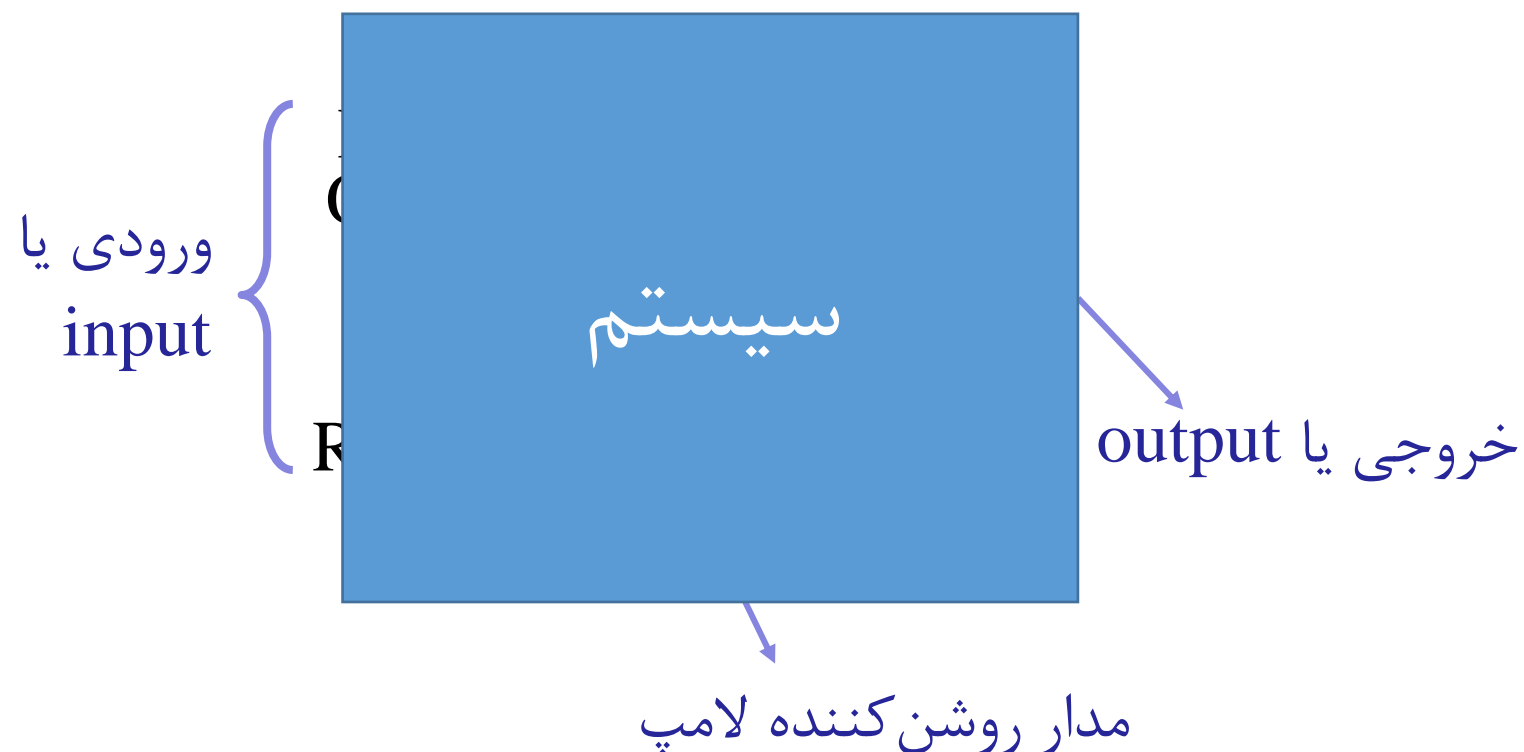 ورودی یا
input
سیستم
خروجی یا output
مدار روشن‌کننده لامپ